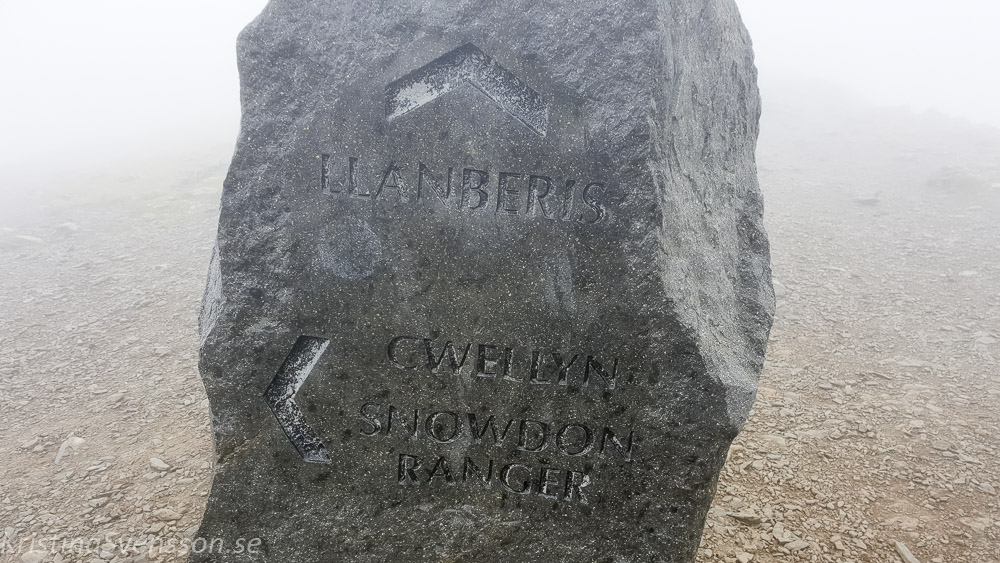 LLANBERIS
CWELLYN
SNOWDON
RANGER
KristinaSvensson.se